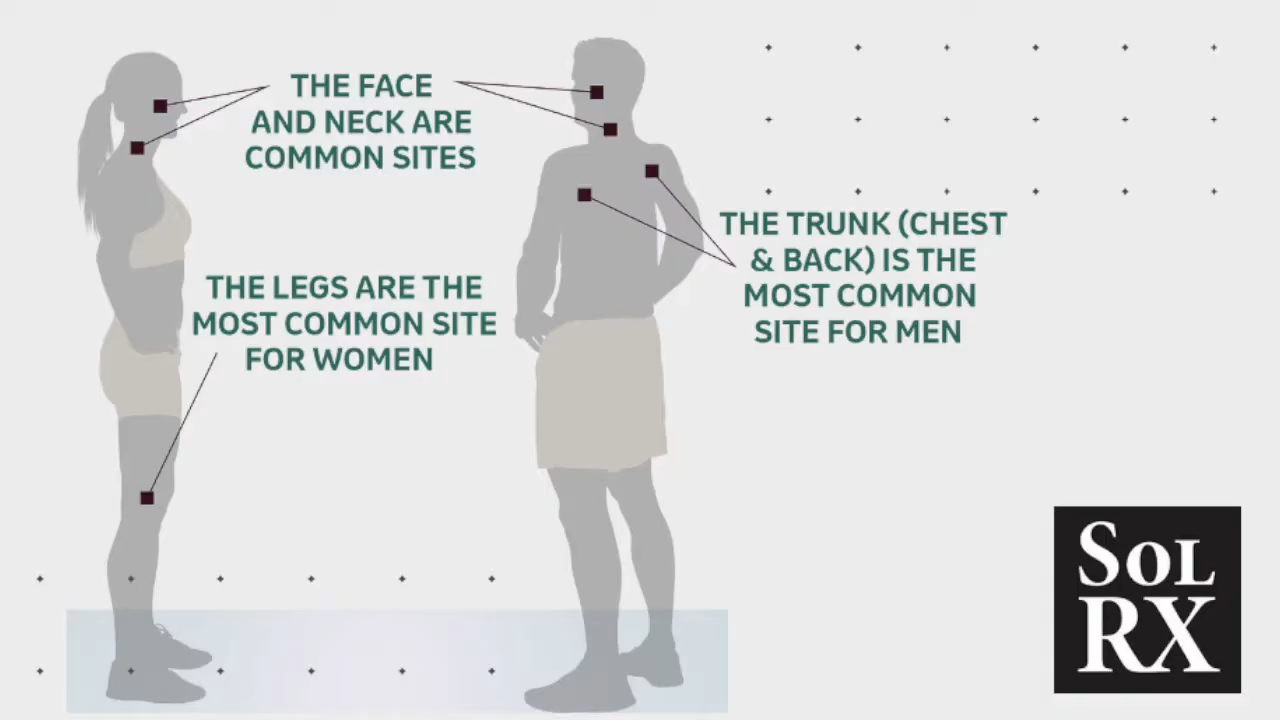 THE FACE
AND NECK ARE
COMMON SITES
THE TRUNK (CHEST
& BACK) IS THE
MOST COMMON
SITE FOR MEN
THE LEGS ARE THE
MOST COMMON SITE
FOR WOMEN
SOL
RX